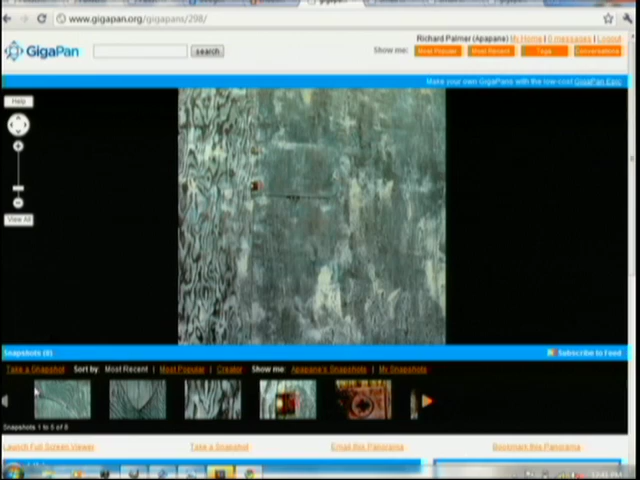 www.gigapan.org/gigapans/298/
Richard Palmer (Apapane) My Home | 0 messages | Logout
GigaPan
search
Show me:
Most Popular
Most Recent
Tags
Conversations
Make your own GigaPans with the low-cost GigaPan Epic
Help
View All
Snapshots (8)
Subscribe to Feed
Take a Snapshot
Sort by: Most Recent | Most Popular | Creator
Show me: Apapane's Snapshots | My Snapshots
Snapshots 1 to 5 of 8
Launch Full Screen Viewer
Take a Snapshot
Email this Panorama
Bookmark this Panorama